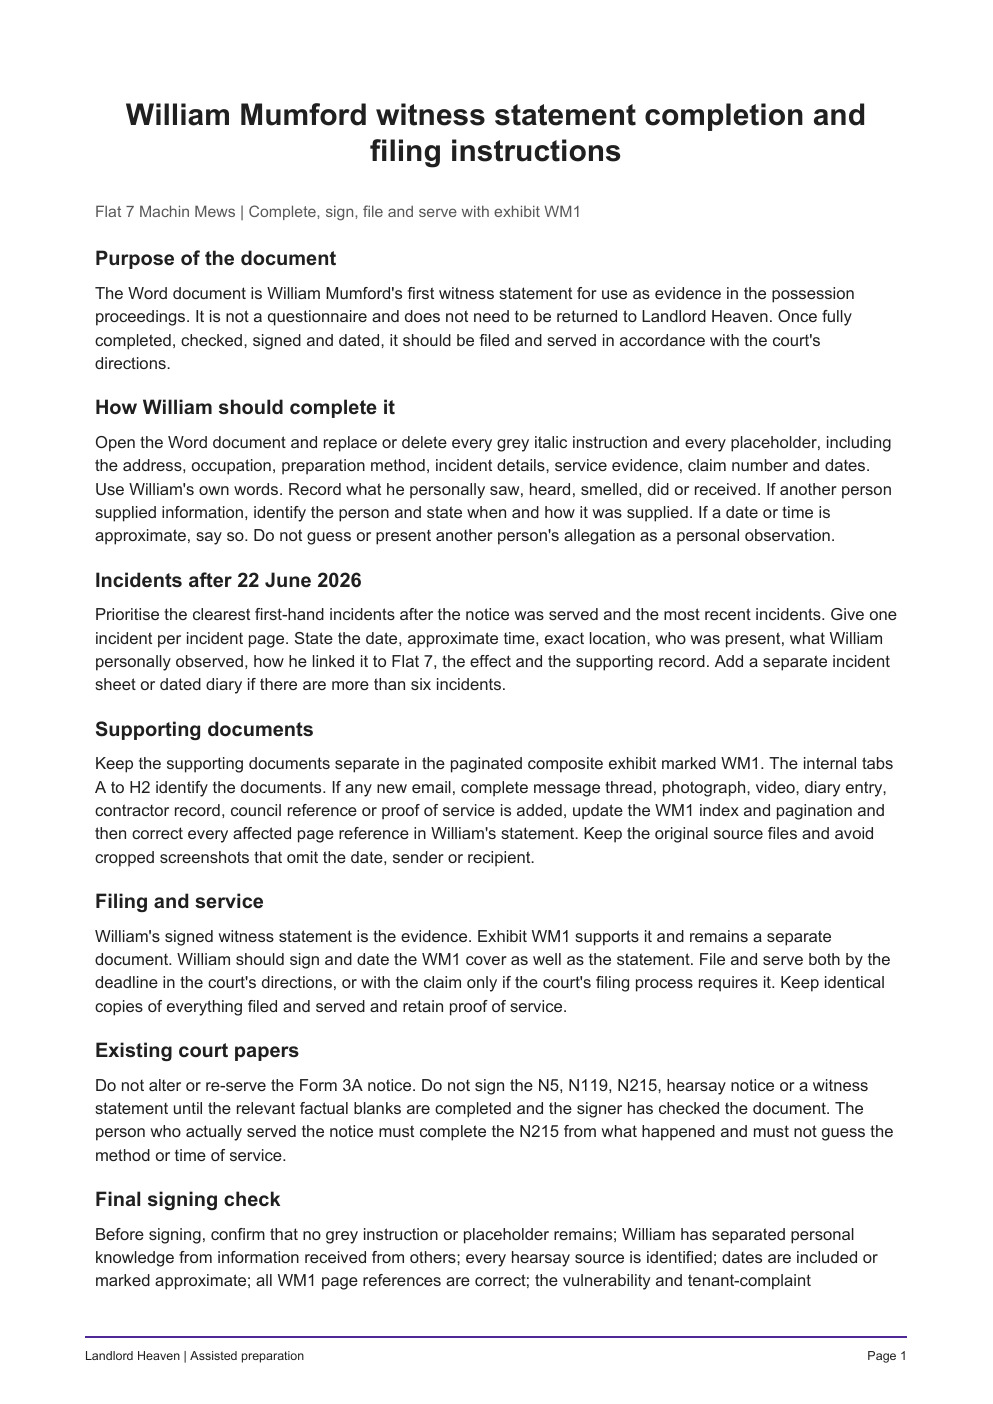 William Mumford witness statement completion and
filing instructions
Flat 7 Machin Mews | Complete, sign, file and serve with exhibit WM1
Purpose of the document
The Word document is William Mumford's first witness statement for use as evidence in the possession
proceedings. It is not a questionnaire and does not need to be returned to Landlord Heaven. Once fully
completed, checked, signed and dated, it should be filed and served in accordance with the court's
directions.
How William should complete it
Open the Word document and replace or delete every grey italic instruction and every placeholder, including
the address, occupation, preparation method, incident details, service evidence, claim number and dates.
Use William's own words. Record what he personally saw, heard, smelled, did or received. If another person
supplied information, identify the person and state when and how it was supplied. If a date or time is
approximate, say so. Do not guess or present another person's allegation as a personal observation.
Incidents after 22 June 2026
Prioritise the clearest first-hand incidents after the notice was served and the most recent incidents. Give one
incident per incident page. State the date, approximate time, exact location, who was present, what William
personally observed, how he linked it to Flat 7, the effect and the supporting record. Add a separate incident
sheet or dated diary if there are more than six incidents.
Supporting documents
Keep the supporting documents separate in the paginated composite exhibit marked WM1. The internal tabs
A to H2 identify the documents. If any new email, complete message thread, photograph, video, diary entry,
contractor record, council reference or proof of service is added, update the WM1 index and pagination and
then correct every affected page reference in William's statement. Keep the original source files and avoid
cropped screenshots that omit the date, sender or recipient.
Filing and service
William's signed witness statement is the evidence. Exhibit WM1 supports it and remains a separate
document. William should sign and date the WM1 cover as well as the statement. File and serve both by the
deadline in the court's directions, or with the claim only if the court's filing process requires it. Keep identical
copies of everything filed and served and retain proof of service.
Existing court papers
Do not alter or re-serve the Form 3A notice. Do not sign the N5, N119, N215, hearsay notice or a witness
statement until the relevant factual blanks are completed and the signer has checked the document. The
person who actually served the notice must complete the N215 from what happened and must not guess the
method or time of service.
Final signing check
Before signing, confirm that no grey instruction or placeholder remains; William has separated personal
knowledge from information received from others; every hearsay source is identified; dates are included or
marked approximate; all WM1 page references are correct; the vulnerability and tenant-complaint
Landlord Heaven | Assisted preparation
Page 1